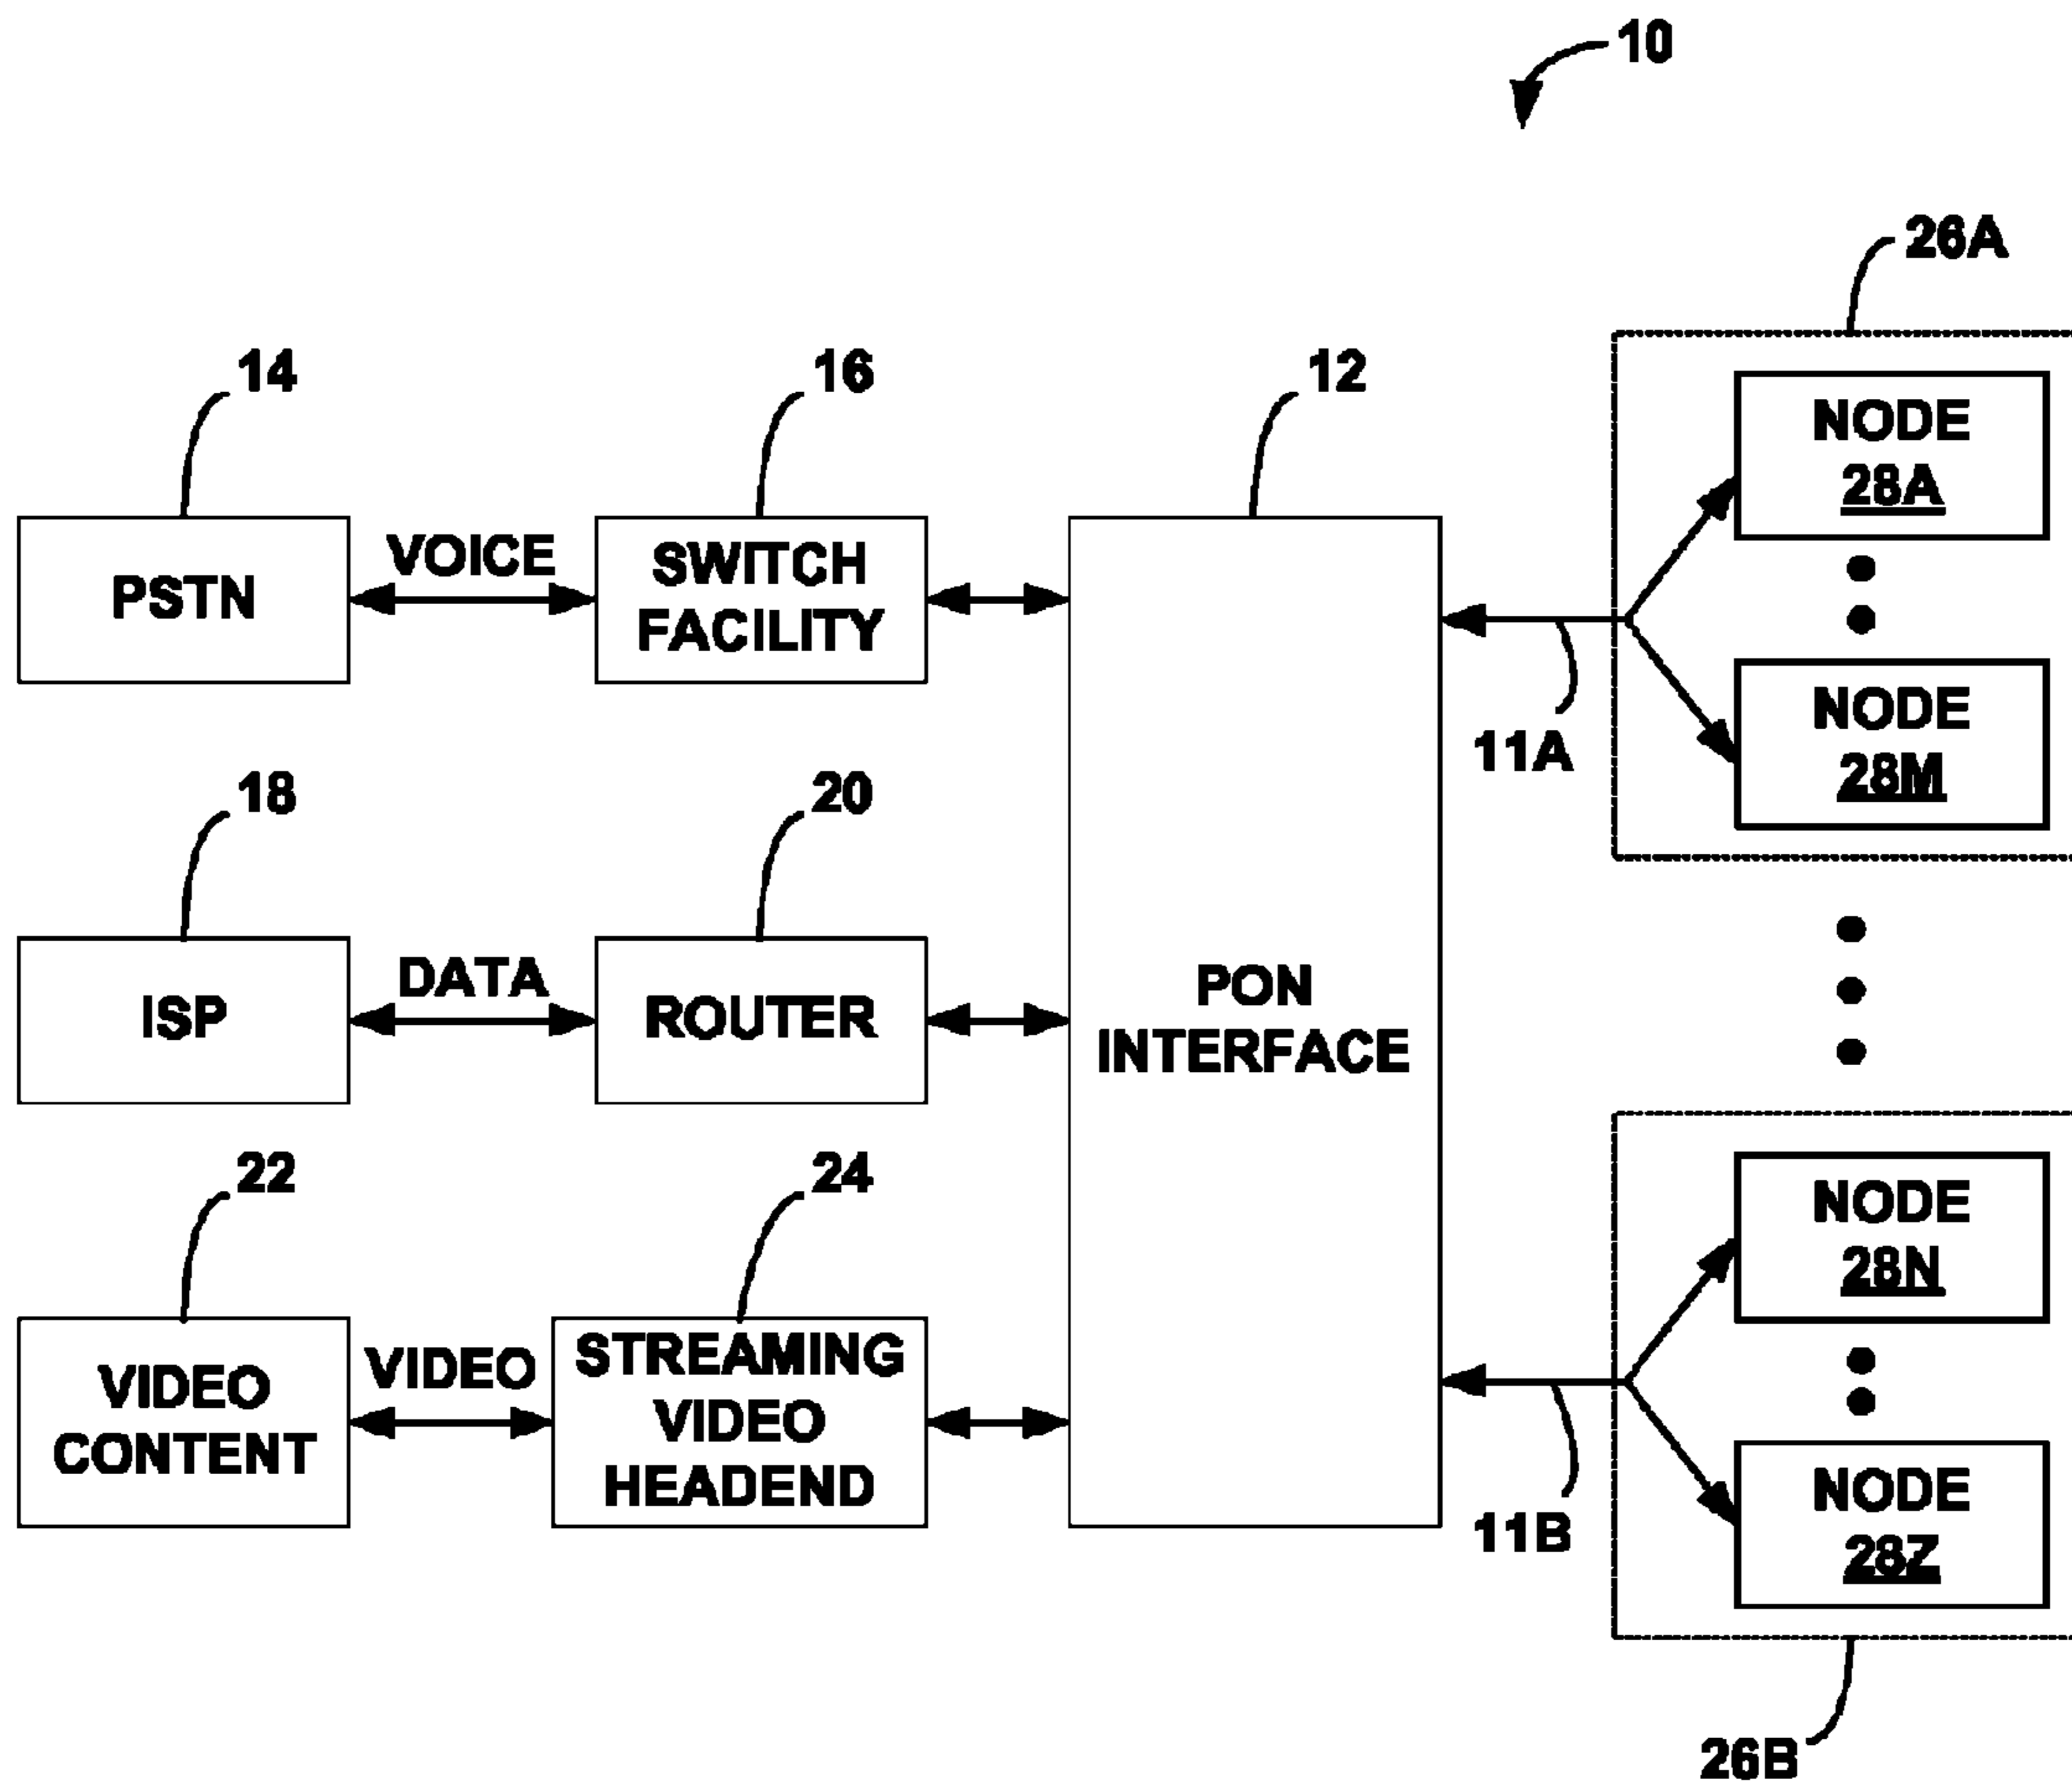 10
26A
14
16
12
NODE
28A
VOICE
PSTN
SWITCH
FACILITY
NODE
28M
11A
18
20
DATA
ISP
ROUTER
PON
INTERFACE
22
24
NODE
28N
VIDEO
CONTENT
VIDEO
STREAMING
VIDEO
HEADEND
NODE
28Z
11B
26B